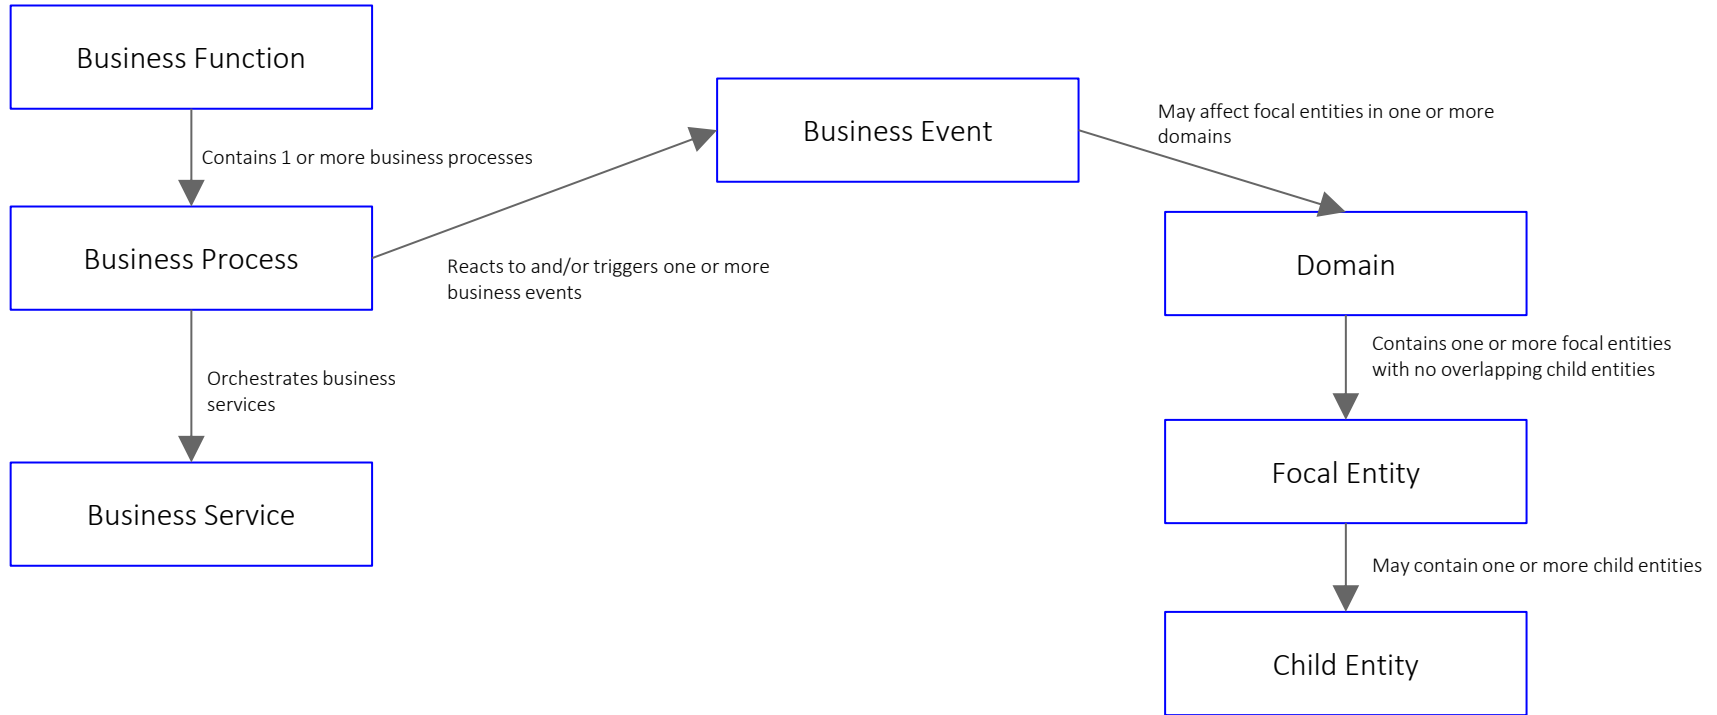 Business Function
Contains 1 or more business processes
Business Process
Orchestrates business
services
Business Service
Reacts to and/or triggers one or more
business events
Business Event
May affect focal entities in one or more
domains
Domain
Contains one or more focal entities
with no overlapping child entities
Focal Entity
May contain one or more child entities
Child Entity